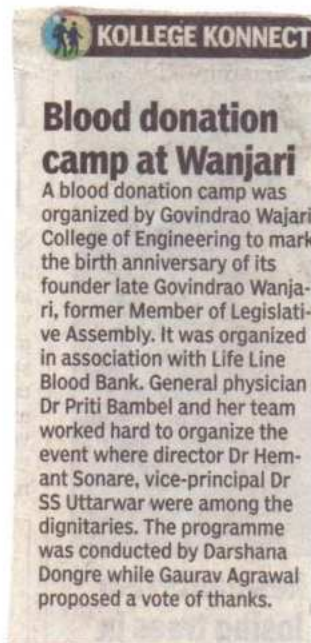 KOLLEGE KONNECT
Blood donation
camp at Wanjari
A blood donation camp was
organized by Govindrao Wajari
College of Engineering to mark
the birth anniversary of its
founder late Govindrao Wanja-
ri, former Member of Legislati-
ve Assembly. It was organized
in association with Life Line
Blood Bank. General physician
Dr Priti Bambel and her team
worked hard to organize the
event where director Dr Hem-
ant Sonare, vice-principal Dr
SS Uttarwar were among the
dignitaries. The programme
was conducted by Darshana
Dongre while Gaurav Agrawal
proposed a vote of thanks.